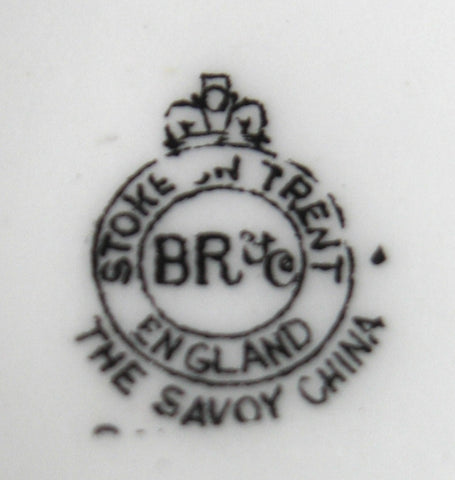 STOKE ON TRENT
BR&Co
ENGLAND
THE SAVOY CHINA